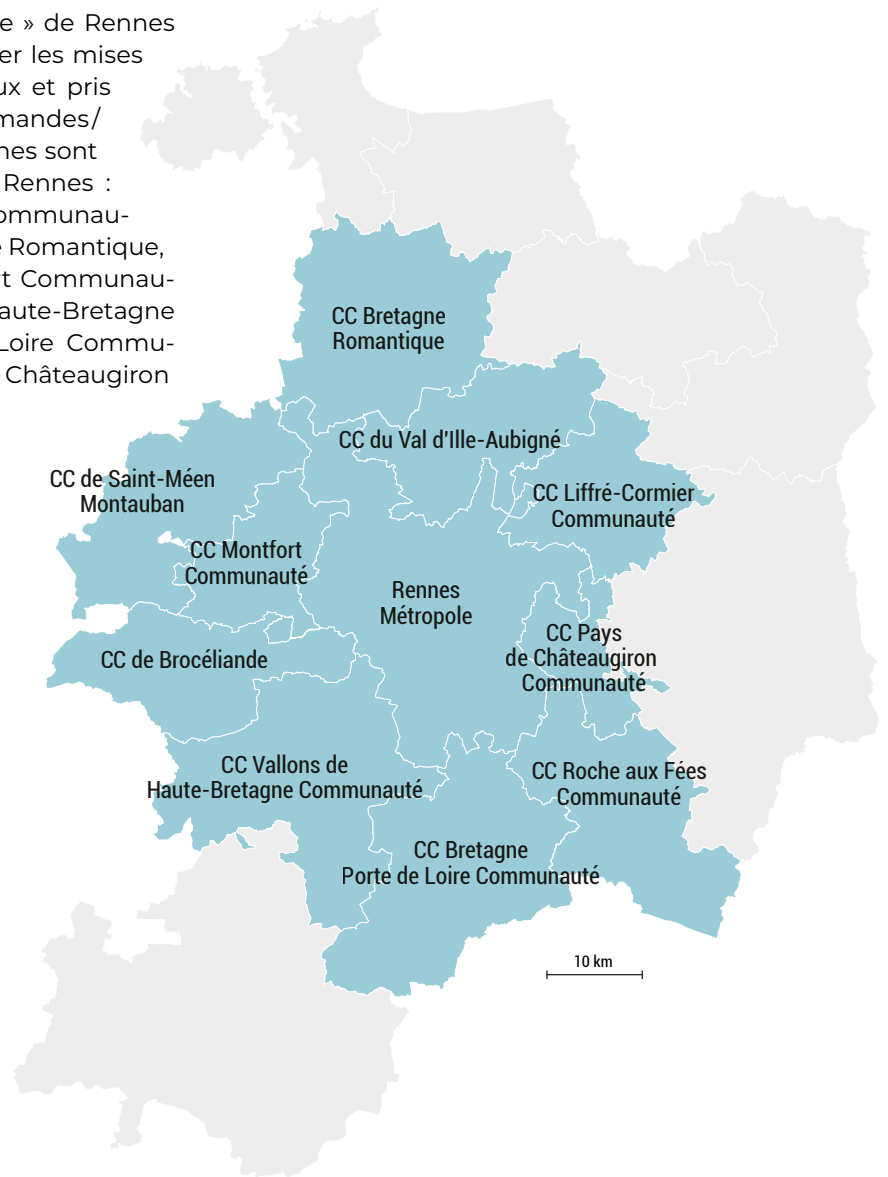 e » de Rennes
er les mises
ux et pris
mandes/
nes sont
Rennes :
ommunau-
e Romantique,
t Communau-
aute-Bretagne
Loire Commu-
Châteaugiron
CC Bretagne
Romantique
CC du Val d'Ille-Aubigné
CC de Saint-Méen
Montauban
CC Liffré-Cormier
Communauté
CC Montfort
Communauté
Rennes
Métropole
CC Pays
de Châteaugiron
Communauté
CC de Brocéliande
CC Vallons de
Haute-Bretagne Communauté
CC Roche aux Fées
Communauté
CC Bretagne
Porte de Loire Communauté
10 km